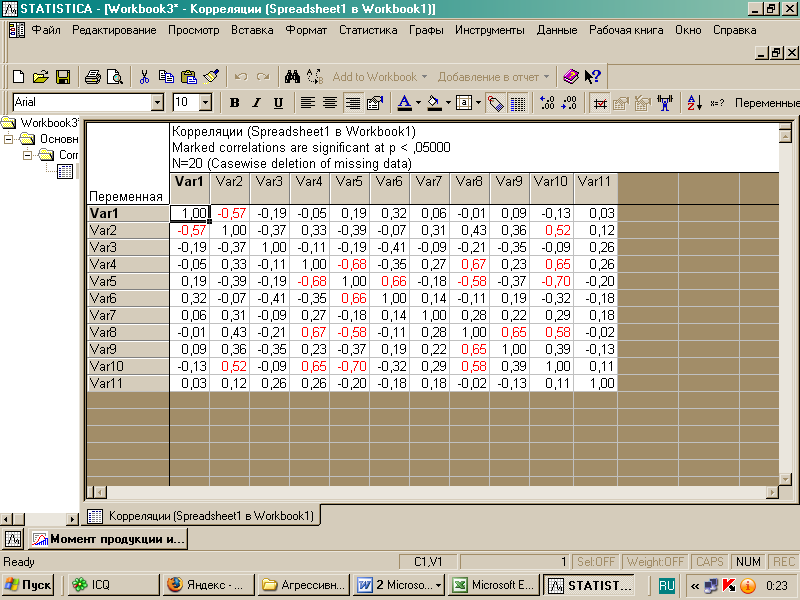 STATISTICA - [Workbook3* - Корреляции (Spreadsheet1 в Workbook1)]
Файл Редактирование Просмотр Вставка Формат Статистика Графы Инструменты Данные Рабочая книга Окно Справка
Add to Workbook Добавление в отчет
Arial 10 B I U Переменные
Workbook3*
Основн
Corr
Корреляции (Spreadsheet1 в Workbook1)
Marked correlations are significant at p < ,05000
N=20 (Casewise deletion of missing data)
Переменная Var1 Var2 Var3 Var4 Var5 Var6 Var7 Var8 Var9 Var10 Var11
Var1 1,00 -0,57 -0,19 -0,05 0,19 0,32 0,06 -0,01 0,09 -0,13 0,03
Var2 -0,57 1,00 -0,37 0,33 -0,39 -0,07 0,31 0,43 0,36 0,52 0,12
Var3 -0,19 -0,37 1,00 -0,11 -0,19 -0,41 -0,09 -0,21 -0,35 -0,09 0,26
Var4 -0,05 0,33 -0,11 1,00 -0,68 -0,35 0,27 0,67 0,23 0,65 0,26
Var5 0,19 -0,39 -0,19 -0,68 1,00 0,66 -0,18 -0,58 -0,37 -0,70 -0,20
Var6 0,32 -0,07 -0,41 -0,35 0,66 1,00 0,14 -0,11 0,19 -0,32 -0,18
Var7 0,06 0,31 -0,09 0,27 -0,18 0,14 1,00 0,28 0,22 0,29 0,18
Var8 -0,01 0,43 -0,21 0,67 -0,58 -0,11 0,28 1,00 0,65 0,58 -0,02
Var9 0,09 0,36 -0,35 0,23 -0,37 0,19 0,22 0,65 1,00 0,39 -0,13
Var10 -0,13 0,52 -0,09 0,65 -0,70 -0,32 0,29 0,58 0,39 1,00 0,11
Var11 0,03 0,12 0,26 0,26 -0,20 -0,18 0,18 -0,02 -0,13 0,11 1,00
Корреляции (Spreadsheet1 в Workbook1)
Момент продукции и...
Ready C1,V1 1 Sel:OFF Weight:OFF CAPS NUM REC
Пуск ICQ Яндекс - ... Агрессивн... 2 Microso... Microsoft E... STATIST... RU « 0:23